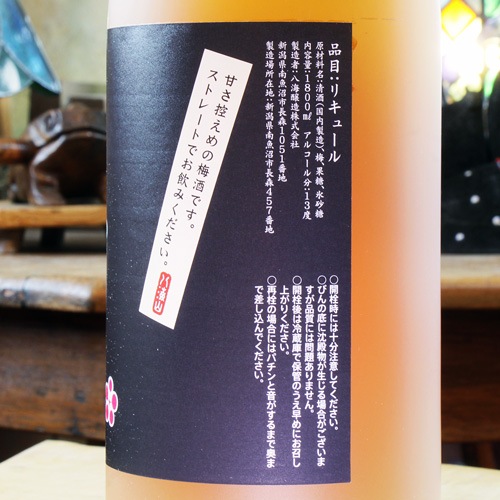 品目：リキュール
原材料名：清酒（国内製造）、梅、果糖、氷砂糖
内容量：1800㎖ アルコール分：13度
製造者：八海醸造株式会社
新潟県南魚沼市長森1051番地
製造場所在地：新潟県南魚沼市長森457番地
甘さ控えめの梅酒です。
ストレートでお飲みください。
八海山
○開栓時には十分注意してください。
○びんの底に沈殿物が生じる場合がございま
すが品質には問題ありません。
○開栓後は冷蔵庫で保管のうえ早めにお召し
上がりください。
○再栓の場合にはパチンと音がするまで奥ま
で差し込んでください。